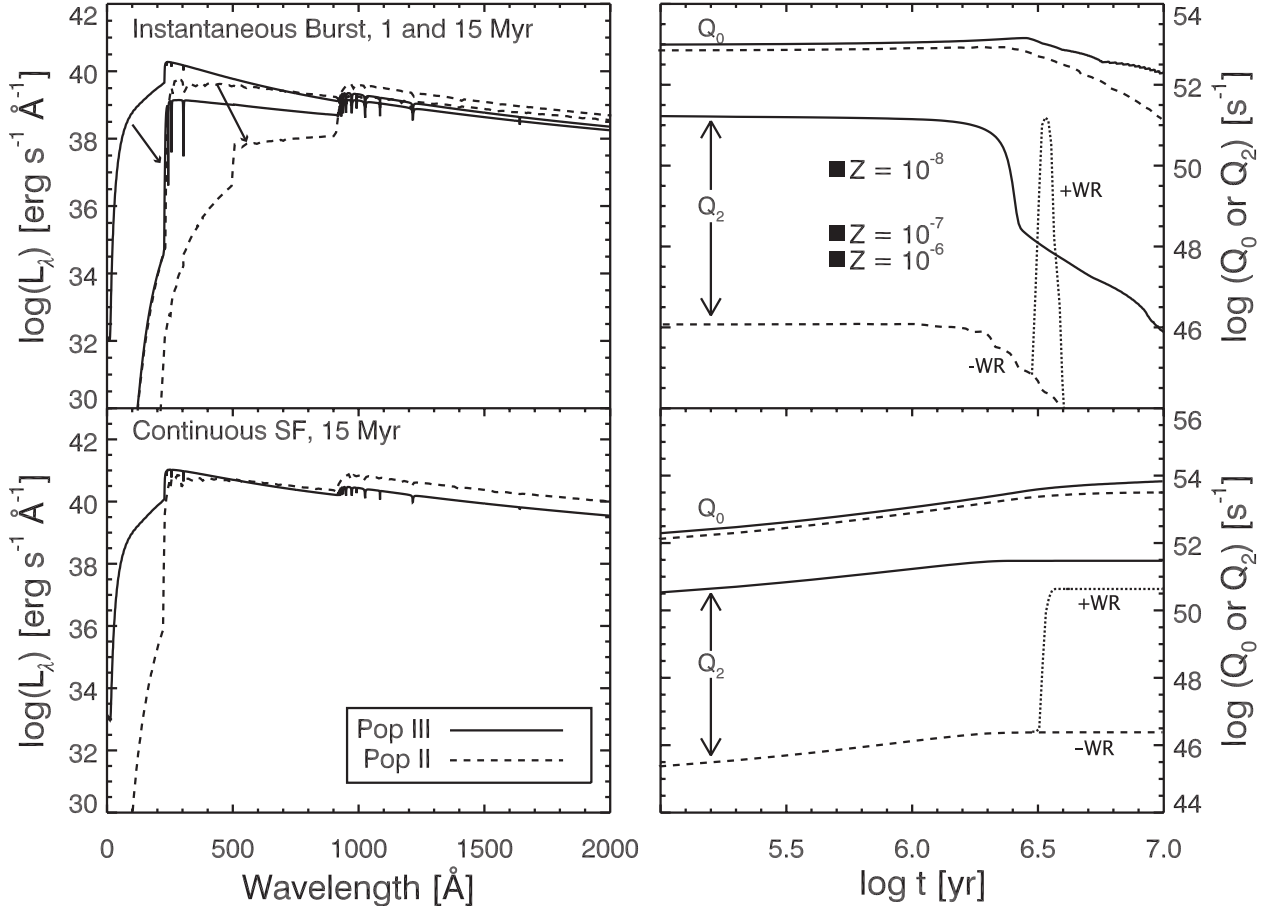 Instantaneous Burst, 1 and 15 Myr
42
40
38
36
34
32
30
log(L_λ) [erg s⁻¹ Å⁻¹]
Q₀
Q₂
Z = 10⁻⁸
Z = 10⁻⁷
Z = 10⁻⁶
+WR
-WR
54
52
50
48
46
log (Q₀ or Q₂) [s⁻¹]
Continuous SF, 15 Myr
42
40
38
36
34
32
30
log(L_λ) [erg s⁻¹ Å⁻¹]
Pop III
Pop II
0 500 1000 1500 2000
Wavelength [Å]
Q₀
Q₂
+WR
-WR
56
54
52
50
48
46
44
log (Q₀ or Q₂) [s⁻¹]
5.5 6.0 6.5 7.0
log t [yr]